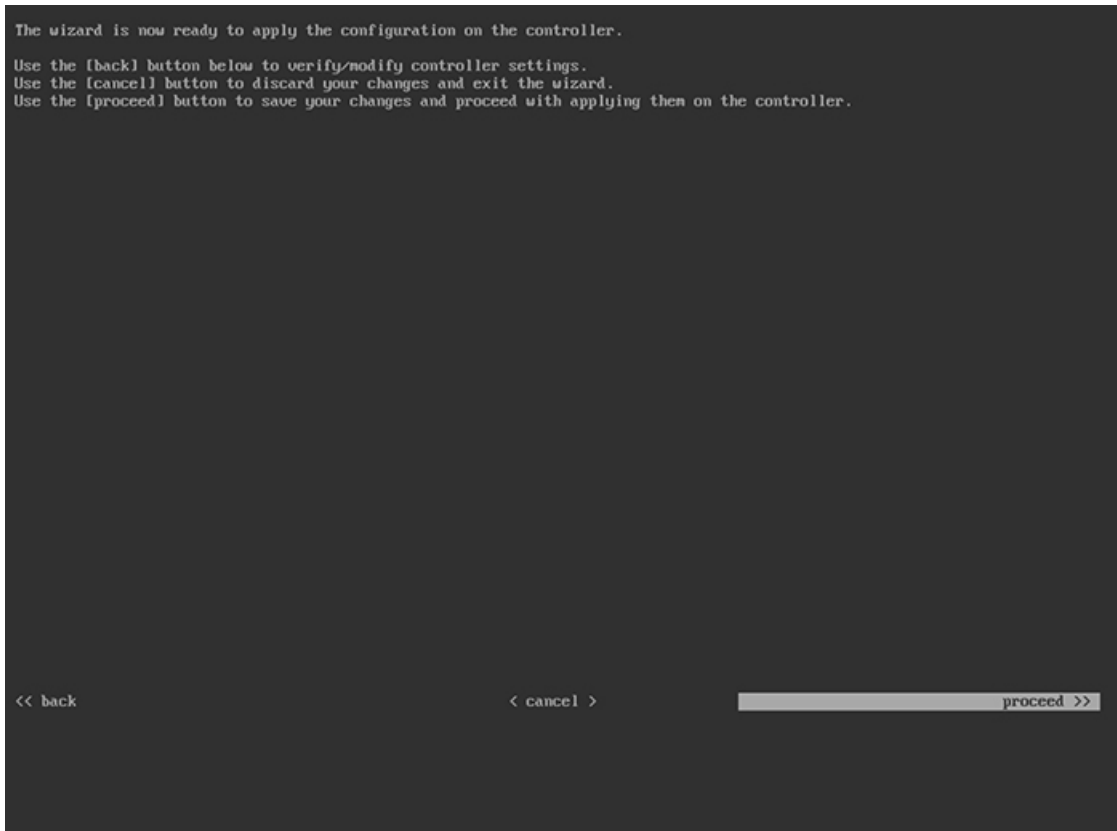 The wizard is now ready to apply the configuration on the controller.
Use the [back] button below to verify/modify controller settings.
Use the [cancel] button to discard your changes and exit the wizard.
Use the [proceed] button to save your changes and proceed with applying them on the controller.
<< back < cancel > proceed >>